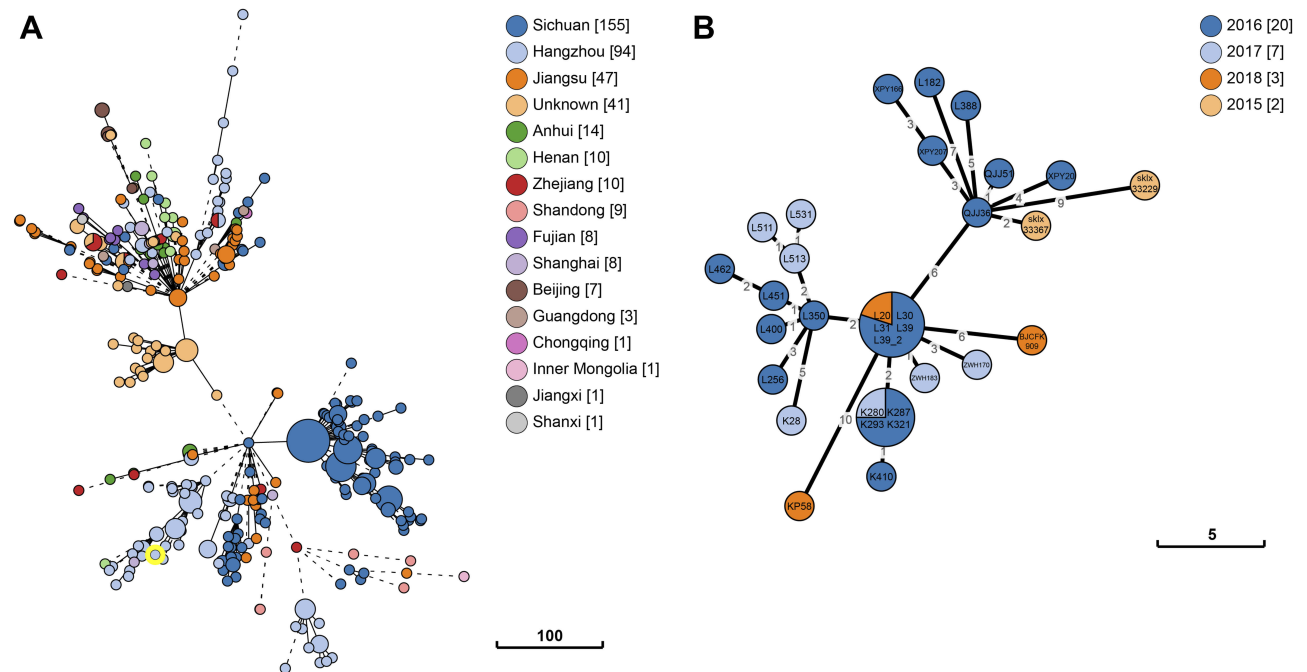 A
Sichuan [155]
Hangzhou [94]
Jiangsu [47]
Unknown [41]
Anhui [14]
Henan [10]
Zhejiang [10]
Shandong [9]
Fujian [8]
Shanghai [8]
Beijing [7]
Guangdong [3]
Chongqing [1]
Inner Mongolia [1]
Jiangxi [1]
Shanxi [1]
100
B
2016 [20]
2017 [7]
2018 [3]
2015 [2]
XPY166
L182
L388
3
7
5
XPY207
3
QJJ51
1
XPY20
4
sklx
33229
9
QJJ36
2
sklx
33367
6
L531
L511
1
1
L513
2
L462
2
L451
1
L350
2
L400
1
L256
3
K28
5
L20 L30
L31 L39
L39_2
6
BJCFK
909
3
ZWH170
1
ZWH183
2
K280 K287
K293 K321
1
K410
10
KP58
5